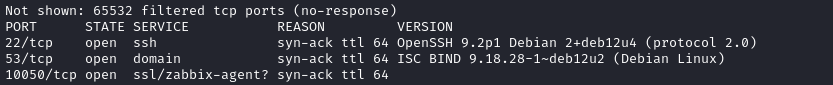 Not shown: 65532 filtered tcp ports (no-response)
PORT STATE SERVICE REASON VERSION
22/tcp open ssh syn-ack ttl 64 OpenSSH 9.2p1 Debian 2+deb12u4 (protocol 2.0)
53/tcp open domain syn-ack ttl 64 ISC BIND 9.18.28-1~deb12u2 (Debian Linux)
10050/tcp open ssl/zabbix-agent? syn-ack ttl 64